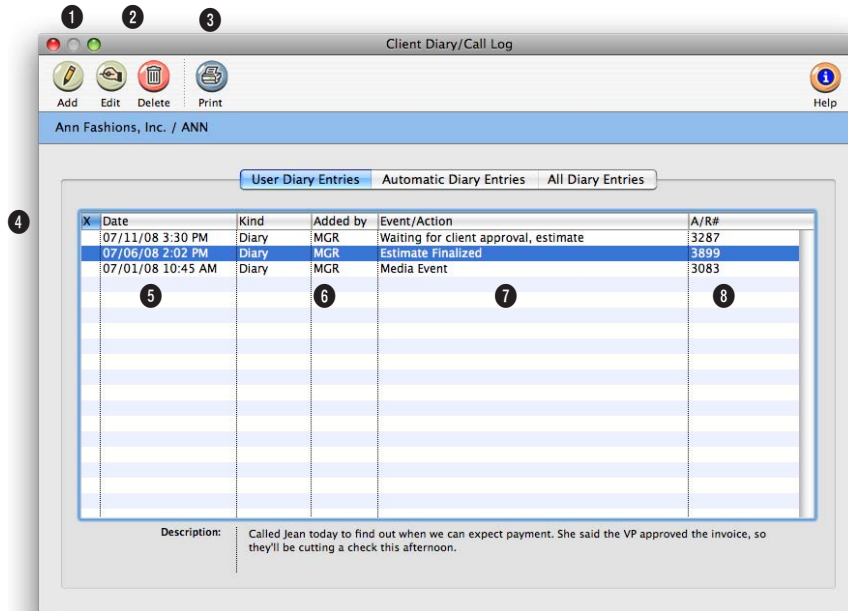 1 2 3
Client Diary/Call Log
Add Edit Delete Print Help
Ann Fashions, Inc. / ANN
User Diary Entries Automatic Diary Entries All Diary Entries
4
X Date Kind Added by Event/Action A/R#
07/11/08 3:30 PM Diary MGR Waiting for client approval, estimate 3287
07/06/08 2:02 PM Diary MGR Estimate Finalized 3899
07/01/08 10:45 AM Diary MGR Media Event 3083
5 6 7 8
Description: Called Jean today to find out when we can expect payment. She said the VP approved the invoice, so
they'll be cutting a check this afternoon.